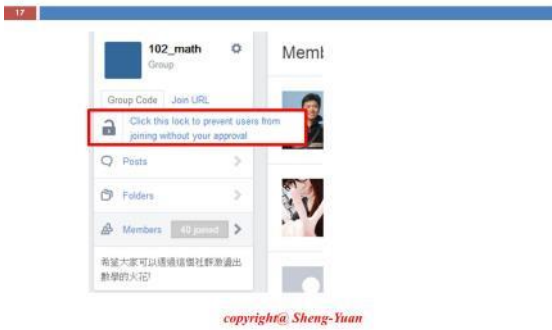 17
102_math
Group
Memb
Group Code Join URL
Click this lock to prevent users from
joining without your approval
Posts
Folders
Members 40 joined
希望大家可以透過這個社群激盪出
數學的火花!
copyright@ Sheng-Yuan